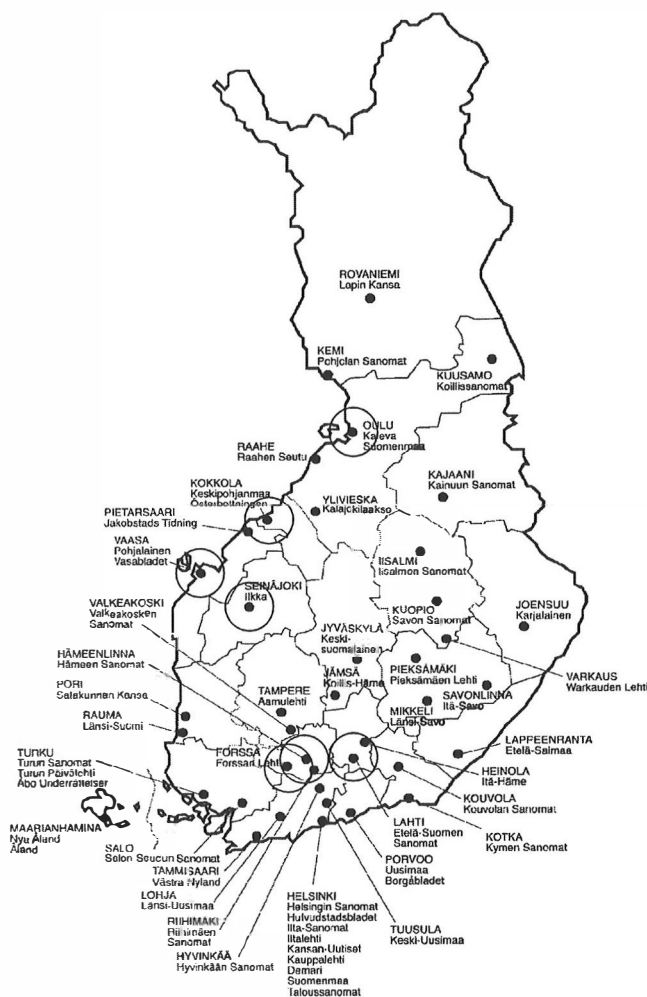 ROVANIEMI
Lapin Kansa
KEMI
Pohjolan Sanomat
KUUSAMO
Koillissanomat
OULU
Kaleva
Suomenmaa
RAAHE
Raahen Seutu
KAJAANI
Kainuun Sanomat
KOKKOLA
Keskipohjanmaa
Österbottningen
YLIVIESKA
Kalajokilaakso
PIETARSAARI
Jakobstads Tidning
VAASA
Pohjalainen
Vasabladet
IISALMI
Iisalmen Sanomat
SEINÄJOKI
Ilkka
VALKEAKOSKI
Valkeakosken
Sanomat
KUOPIO
Savon Sanomat
JOENSUU
Karjalainen
JYVÄSKYLÄ
Keski-
suomalainen
HÄMEENLINNA
Hämeen Sanomat
PIEKSÄMÄKI
Pieksämäen Lehti
VARKAUS
Warkauden Lehti
JÄMSÄ
Koillis-Häme
PORI
Satakunnan Kansa
TAMPERE
Aamulehti
SAVONLINNA
Itä-Savo
MIKKELI
Länsi-Savo
RAUMA
Länsi-Suomi
TURKU
Turun Sanomat
Turun Päivälehti
Åbo Underrättelser
FORSSA
Forssan Lehti
LAPPEENRANTA
Etelä-Saimaa
HEINOLA
Itä-Häme
KOUVOLA
Kouvolan Sanomat
LAHTI
Etelä-Suomen
Sanomat
KOTKA
Kymen Sanomat
MAARIANHAMINA
Nya Åland
Åland
SALO
Salon Seudun Sanomat
TAMMISAARI
Västra Nyland
PORVOO
Uusimaa
Borgåbladet
LOHJA
Länsi-Uusimaa
RIIHIMÄKI
Riihimäen
Sanomat
HELSINKI
Helsingin Sanomat
Hufvudstadsbladet
Ilta-Sanomat
Iltalehti
Kansan-Uutiset
Kauppalehti
Demari
Suomenmaa
Taloussanomat
TUUSULA
Keski-Uusimaa
HYVINKÄÄ
Hyvinkään Sanomat